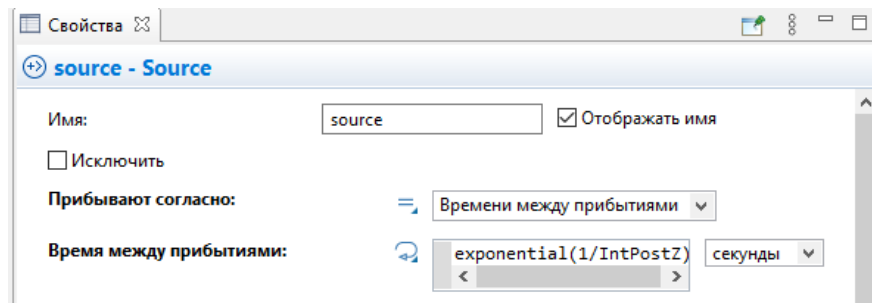 Свойства
source - Source
Имя: source Отображать имя
Исключить
Прибывают согласно: Времени между прибытиями
Время между прибытиями: exponential(1/IntPostZ) секунды